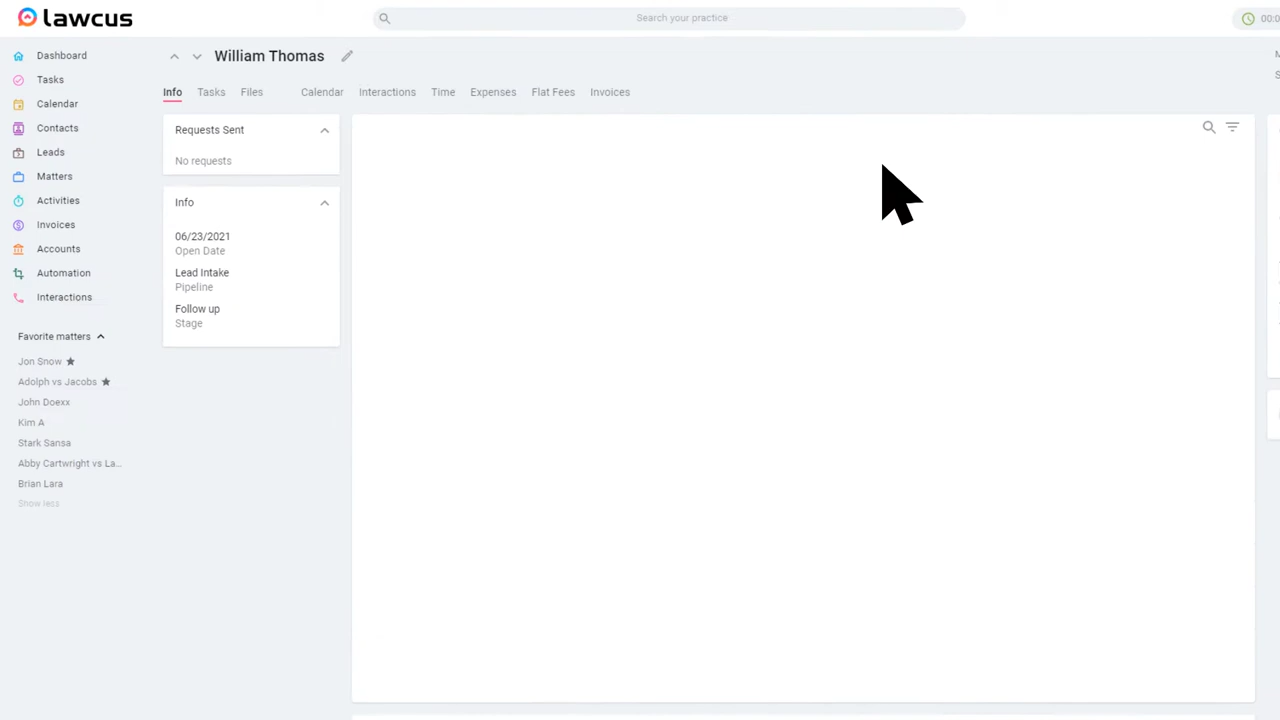 lawcus
Search your practice
00:0
Dashboard
Tasks
Calendar
Contacts
Leads
Matters
Activities
Invoices
Accounts
Automation
Interactions
Favorite matters
Jon Snow
Adolph vs Jacobs
John Doexx
Kim A
Stark Sansa
Abby Cartwright vs La...
Brian Lara
Show less
William Thomas
Info Tasks Files Calendar Interactions Time Expenses Flat Fees Invoices
Requests Sent
No requests
Info
06/23/2021
Open Date
Lead Intake
Pipeline
Follow up
Stage